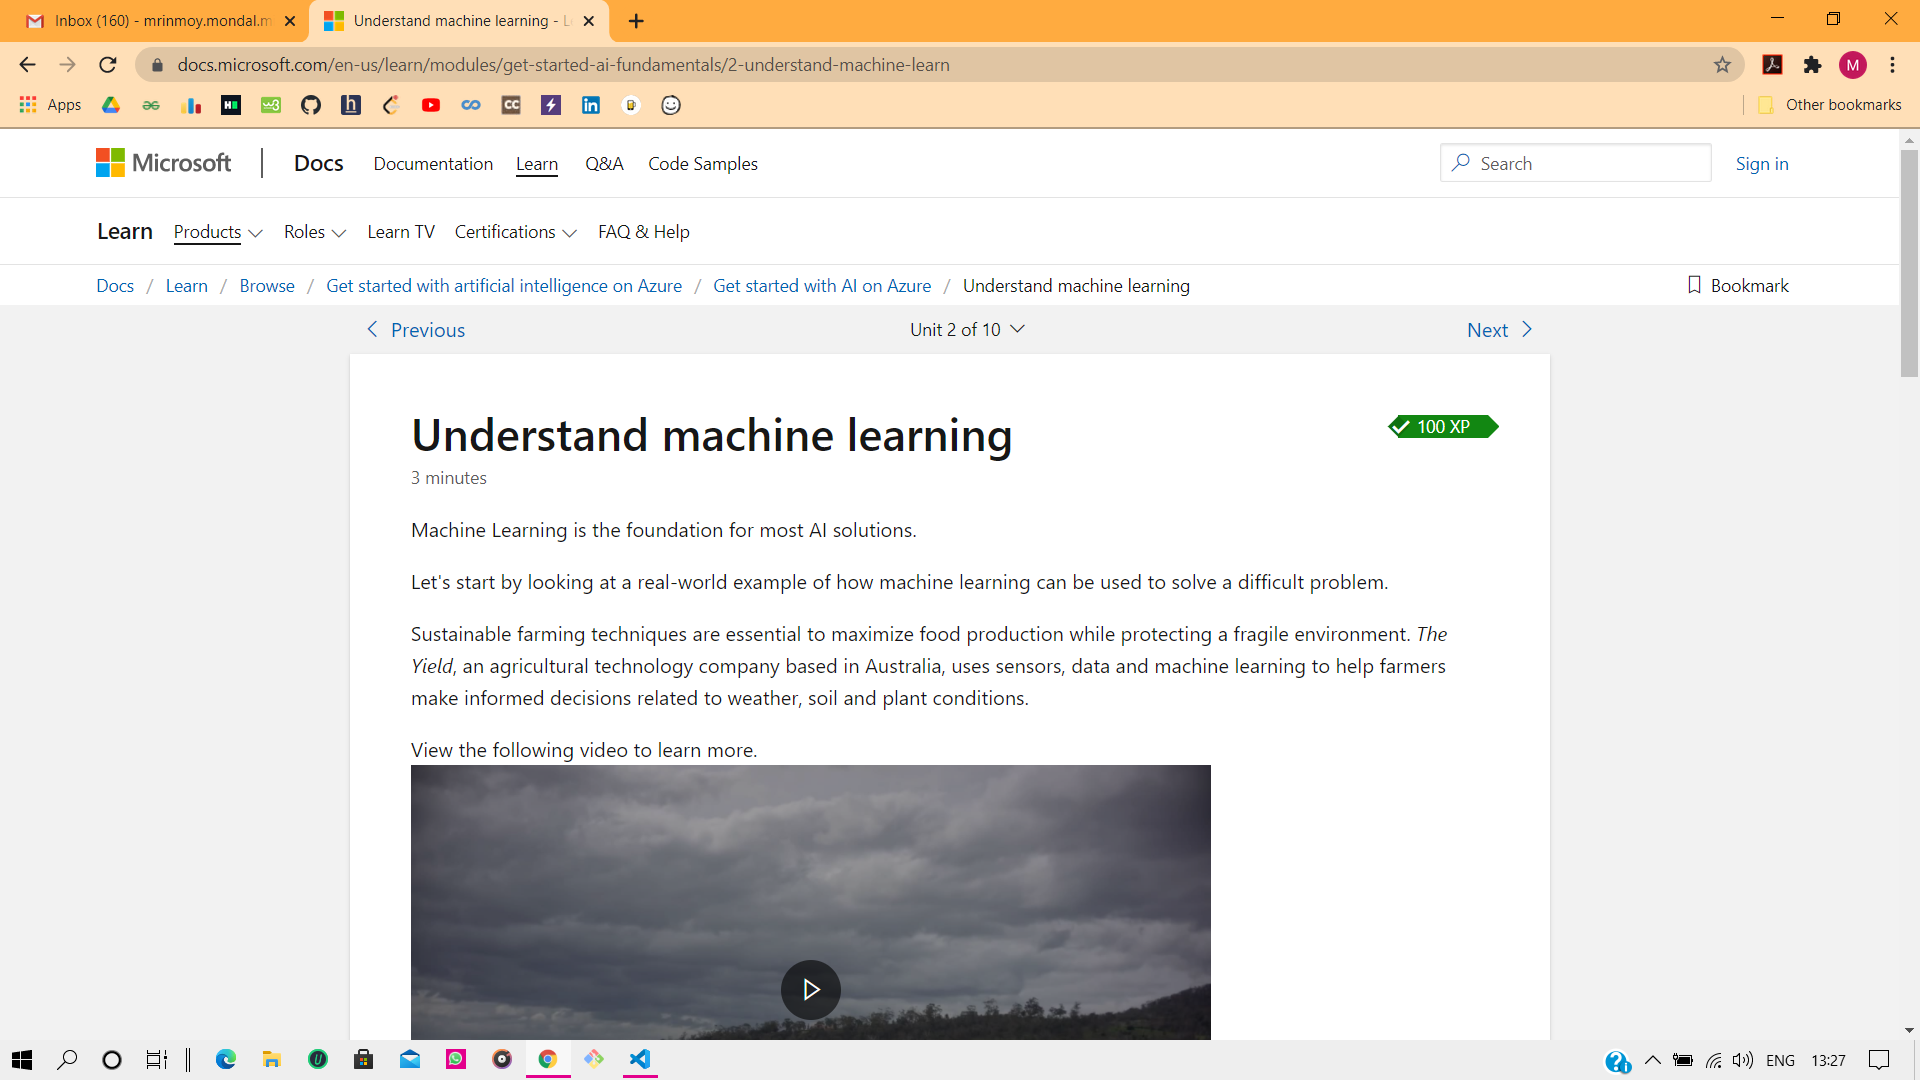 Inbox (160) - mrinmoy.mondal.m
Understand machine learning - L
docs.microsoft.com/en-us/learn/modules/get-started-ai-fundamentals/2-understand-machine-learn
M
Apps
Other bookmarks
Microsoft
Docs
Documentation
Learn
Q&A
Code Samples
Search
Sign in
Learn
Products
Roles
Learn TV
Certifications
FAQ & Help
Docs / Learn / Browse / Get started with artificial intelligence on Azure / Get started with AI on Azure / Understand machine learning
Bookmark
Previous
Unit 2 of 10
Next
Understand machine learning
100 XP
3 minutes
Machine Learning is the foundation for most AI solutions.
Let's start by looking at a real-world example of how machine learning can be used to solve a difficult problem.
Sustainable farming techniques are essential to maximize food production while protecting a fragile environment. The
Yield, an agricultural technology company based in Australia, uses sensors, data and machine learning to help farmers
make informed decisions related to weather, soil and plant conditions.
View the following video to learn more.
ENG
13:27